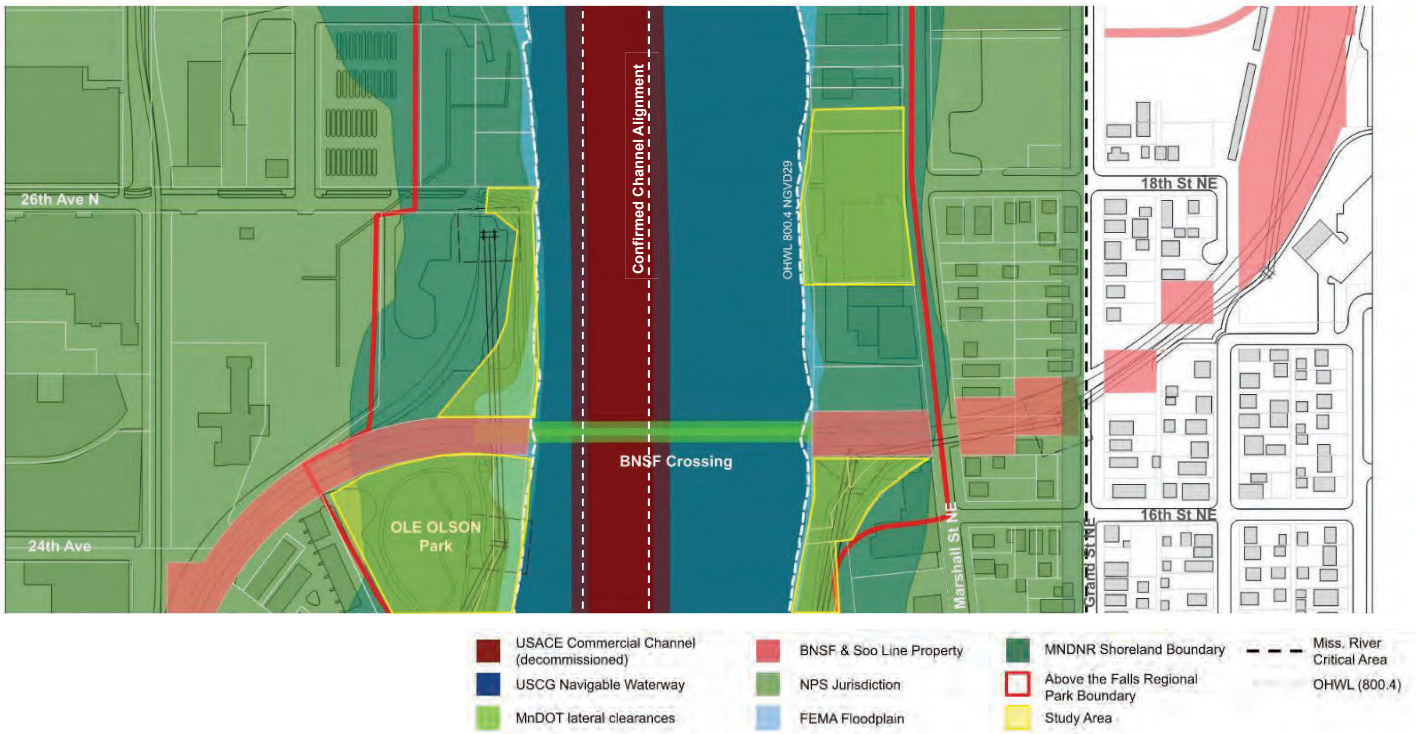 Confirmed Channel Alignment
OHWL 800.4 NGVD29
26th Ave N
18th St NE
BNSF Crossing
OLE OLSON
Park
24th Ave
16th St NE
Marshall St NE
Grand St NE
USACE Commercial Channel
(decommissioned)
USCG Navigable Waterway
MnDOT lateral clearances
BNSF & Soo Line Property
NPS Jurisdiction
FEMA Floodplain
MNDNR Shoreland Boundary
Above the Falls Regional
Park Boundary
Study Area
Miss. River
Critical Area
OHWL (800.4)